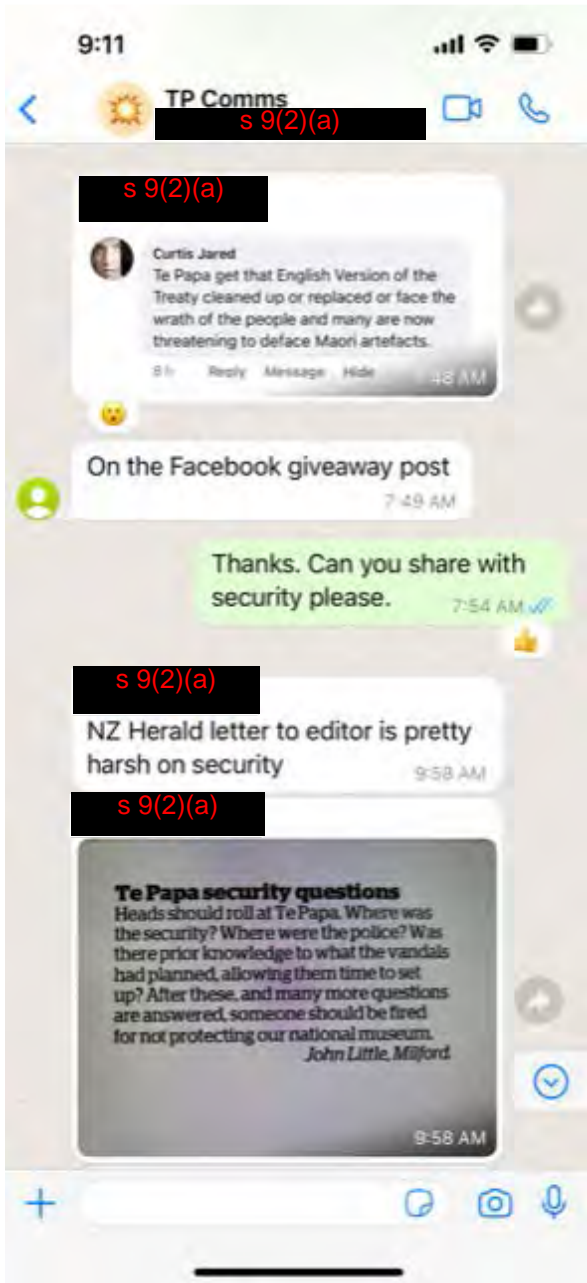 9:11
TP Comms
s 9(2)(a)
s 9(2)(a)
Curtis Jared
Te Papa get that English Version of the
Treaty cleaned up or replaced or face the
wrath of the people and many are now
threatening to deface Maori artefacts.
8 h Reply Message Hide
:48 AM
On the Facebook giveaway post
7:49 AM
Thanks. Can you share with
security please.
7:54 AM
s 9(2)(a)
NZ Herald letter to editor is pretty
harsh on security
9:58 AM
s 9(2)(a)
Te Papa security questions
Heads should roll at Te Papa. Where was
the security? Where were the police? Was
there prior knowledge to what the vandals
had planned, allowing them time to set
up? After these, and many more questions
are answered, someone should be fired
for not protecting our national museum.
John Little, Milford.
9:58 AM